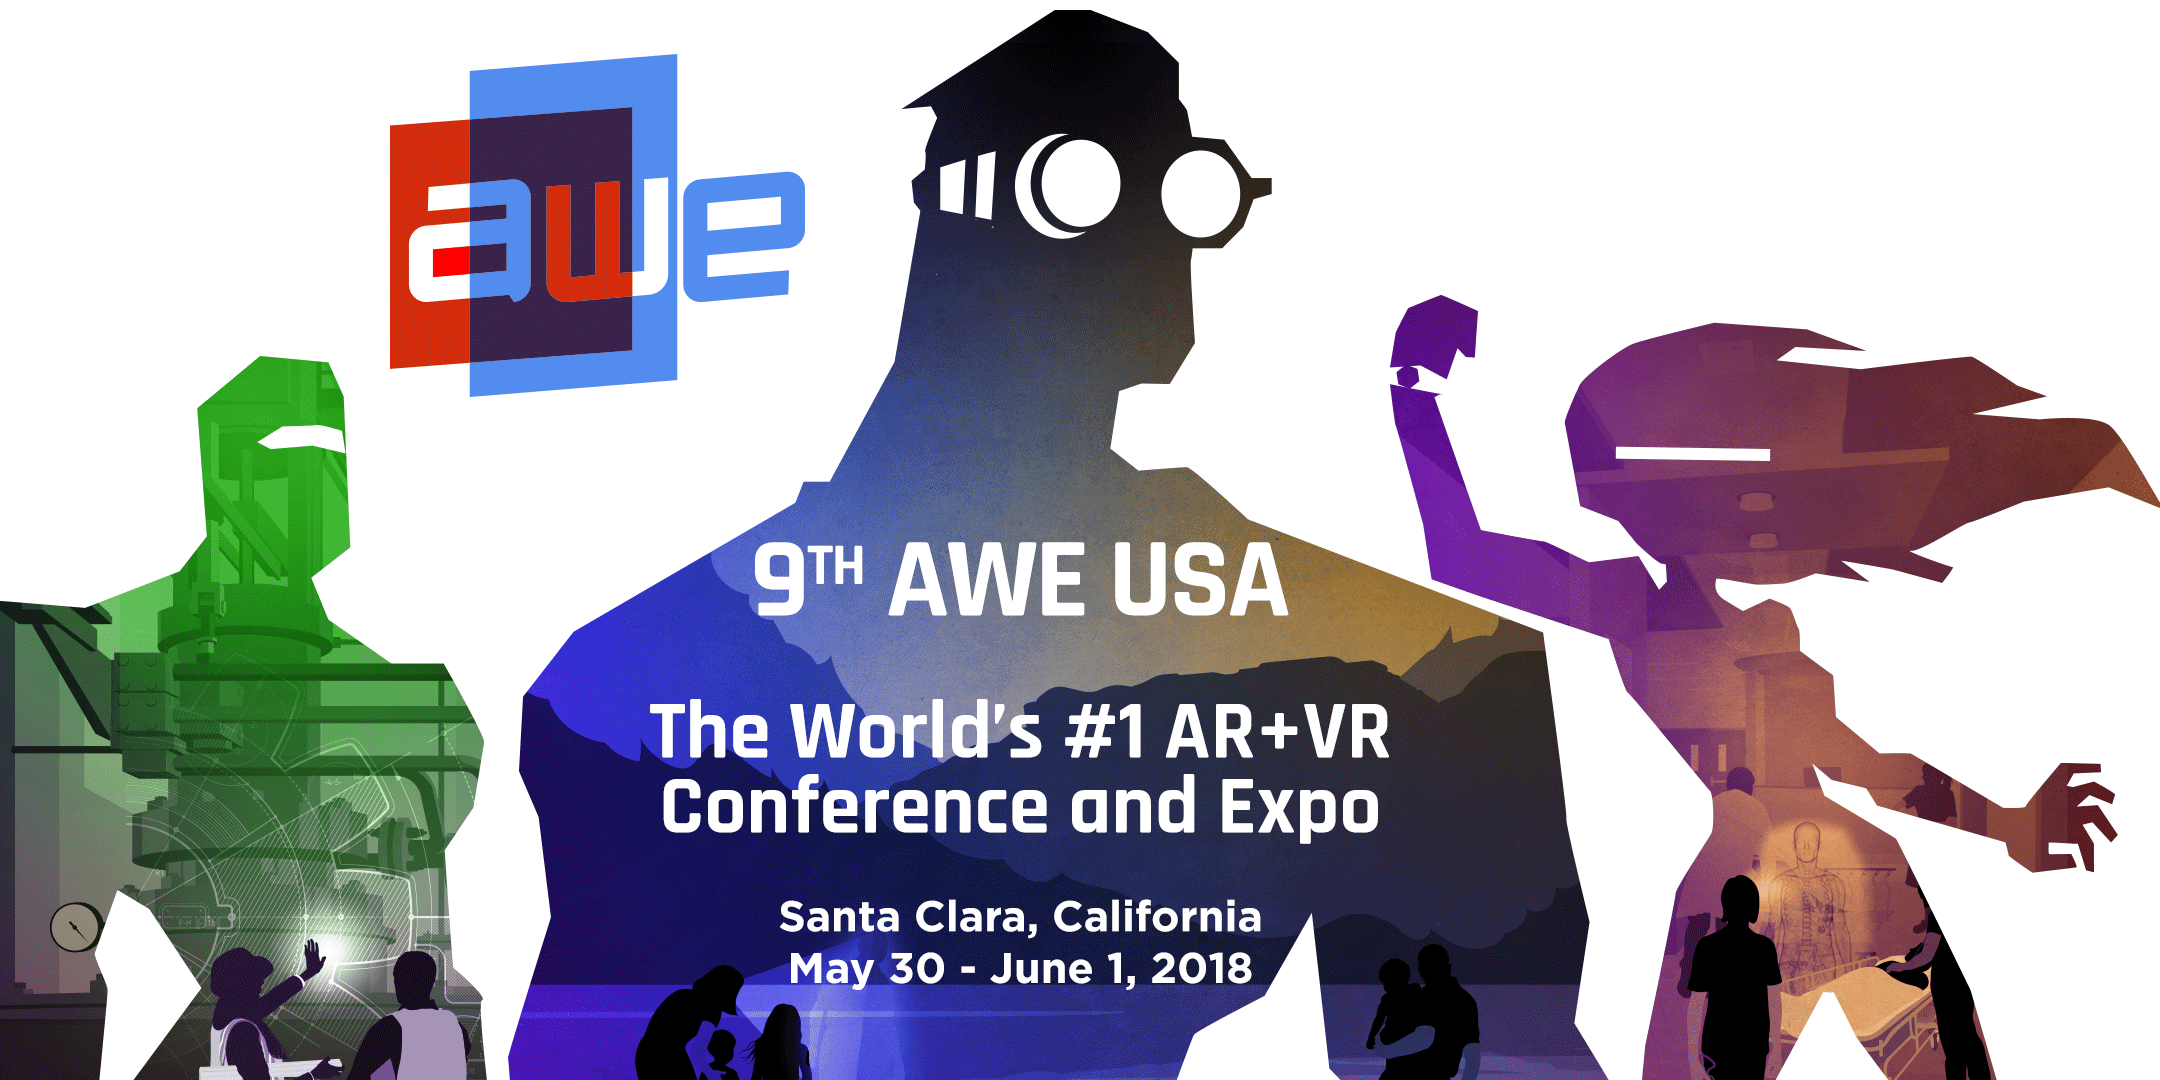 awe
9TH AWE USA
The World's #1 AR+VR
Conference and Expo
Santa Clara, California
May 30 - June 1, 2018